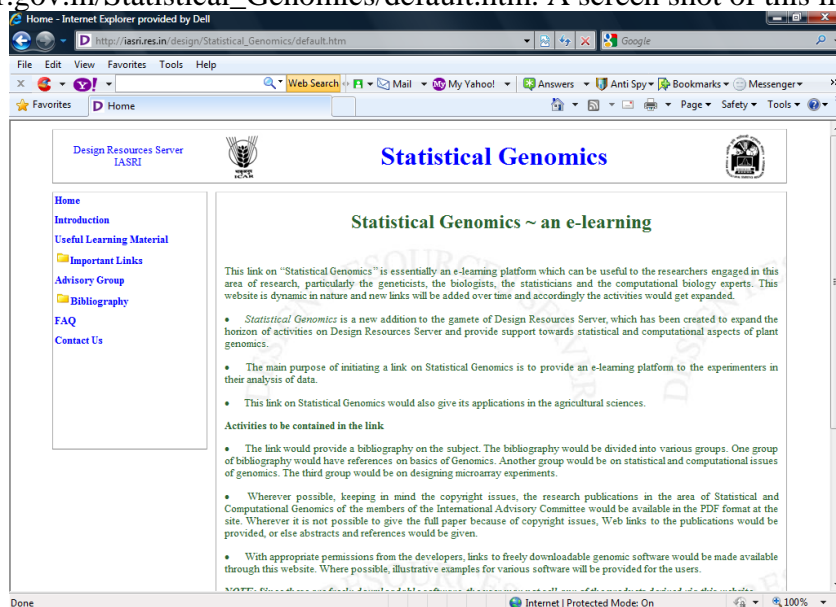 r.gov.in/Statistical_Genomics/default.htm. A screen shot of this
Home - Internet Explorer provided by Dell
http://iasri.res.in/design/Statistical_Genomics/default.htm
Google
File Edit View Favorites Tools Help
Web Search Mail My Yahoo! Answers Anti Spy Bookmarks Messenger
Favorites Home Page Safety Tools
Design Resources Server
IASRI
ICAR
Statistical Genomics
Home
Introduction
Useful Learning Material
Important Links
Advisory Group
Bibliography
FAQ
Contact Us
Statistical Genomics ~ an e-learning
This link on “Statistical Genomics” is essentially an e-learning platform which can be useful to the researchers engaged in this
area of research, particularly the geneticists, the biologists, the statisticians and the computational biology experts. This
website is dynamic in nature and new links will be added over time and accordingly the activities would get expanded.
• Statistical Genomics is a new addition to the gamete of Design Resources Server, which has been created to expand the
horizon of activities on Design Resources Server and provide support towards statistical and computational aspects of plant
genomics.
• The main purpose of initiating a link on Statistical Genomics is to provide an e-learning platform to the experimenters in
their analysis of data.
• This link on Statistical Genomics would also give its applications in the agricultural sciences.
Activities to be contained in the link
• The link would provide a bibliography on the subject. The bibliography would be divided into various groups. One group
of bibliography would have references on basics of Genomics. Another group would be on statistical and computational issues
of genomics. The third group would be on designing microarray experiments.
• Wherever possible, keeping in mind the copyright issues, the research publications in the area of Statistical and
Computational Genomics of the members of the International Advisory Committee would be available in the PDF format at the
site. Wherever it is not possible to give the full paper because of copyright issues, Web links to the publications would be
provided, or else abstracts and references would be given.
• With appropriate permissions from the developers, links to freely downloadable genomic software would be made available
through this website. Where possible, illustrative examples for various software will be provided for the users.
DESIGN RESOURCES SERVER
Done Internet | Protected Mode: On 100%